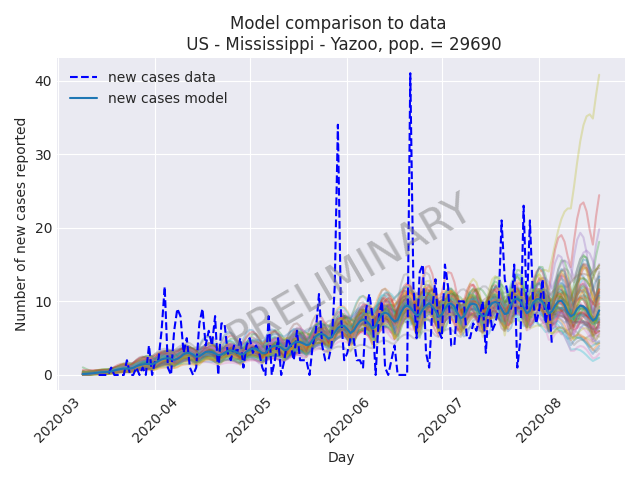 Model comparison to data
US - Mississippi - Yazoo, pop. = 29690
new cases data
new cases model
Number of new cases reported
40
30
20
10
0
PRELIMINARY
2020-03
2020-04
2020-05
2020-06
2020-07
2020-08
Day